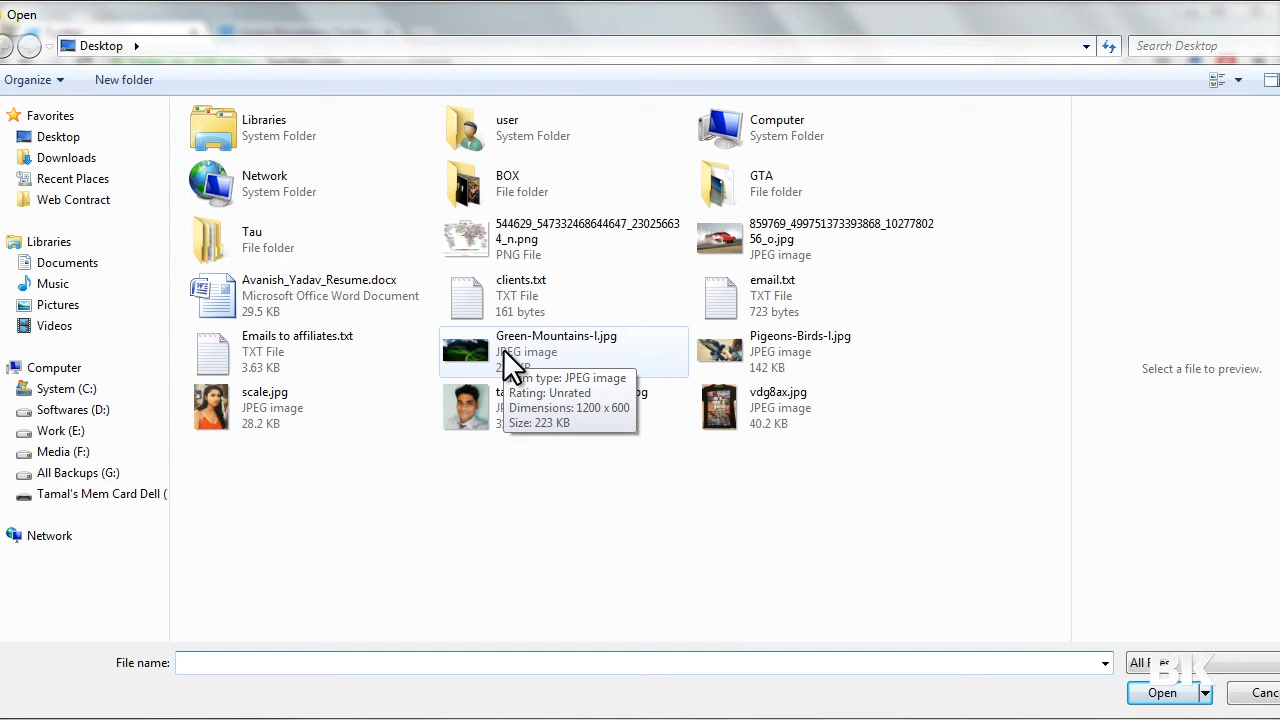 Open
Desktop
Search Desktop
Organize
New folder
Favorites
Desktop
Downloads
Recent Places
Web Contract
Libraries
Documents
Music
Pictures
Videos
Computer
System (C:)
Softwares (D:)
Work (E:)
Media (F:)
All Backups (G:)
Tamal's Mem Card Dell (
Network
Libraries
System Folder
user
System Folder
Computer
System Folder
Network
System Folder
BOX
File folder
GTA
File folder
Tau
File folder
544629_547332468644647_23025663
4_n.png
PNG File
859769_499751373393868_10277802
56_o.jpg
JPEG image
Avanish_Yadav_Resume.docx
Microsoft Office Word Document
29.5 KB
clients.txt
TXT File
161 bytes
email.txt
TXT File
723 bytes
Emails to affiliates.txt
TXT File
3.63 KB
Green-Mountains-l.jpg
JPEG image
Pigeons-Birds-l.jpg
JPEG image
142 KB
type: JPEG image
Rating: Unrated
Dimensions: 1200 x 600
Size: 223 KB
scale.jpg
JPEG image
28.2 KB
vdg8ax.jpg
JPEG image
40.2 KB
Select a file to preview.
File name:
All
BK
Open
Canc